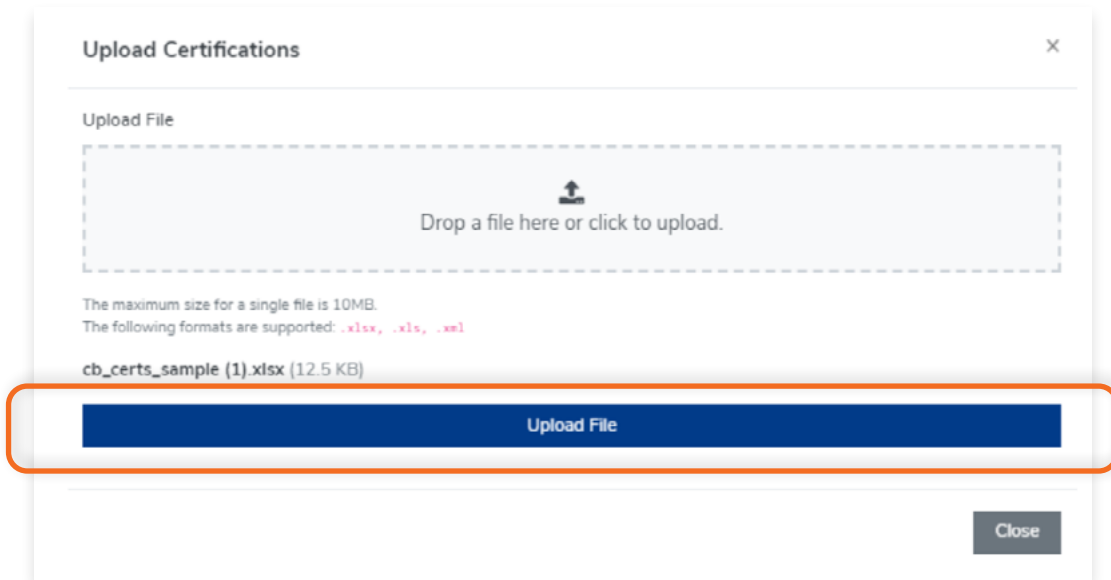 Upload Certifications ×
Upload File
Drop a file here or click to upload.
The maximum size for a single file is 10MB.
The following formats are supported: .xlsx, .xls, .xml
cb_certs_sample (1).xlsx (12.5 KB)
Upload File
Close